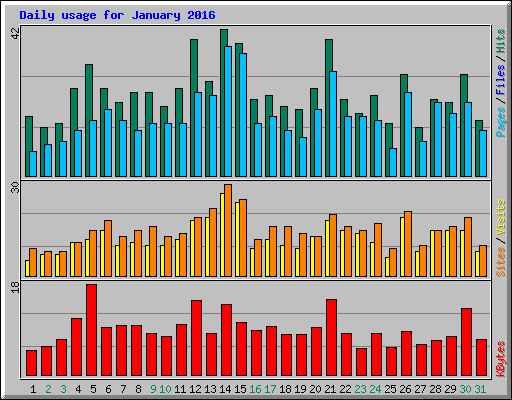 Daily usage for January 2016
42
30
18
Pages / Files / Hits
Sites / Visits
KBytes
1 2 3 4 5 6 7 8 9 10 11 12 13 14 15 16 17 18 19 20 21 22 23 24 25 26 27 28 29 30 31